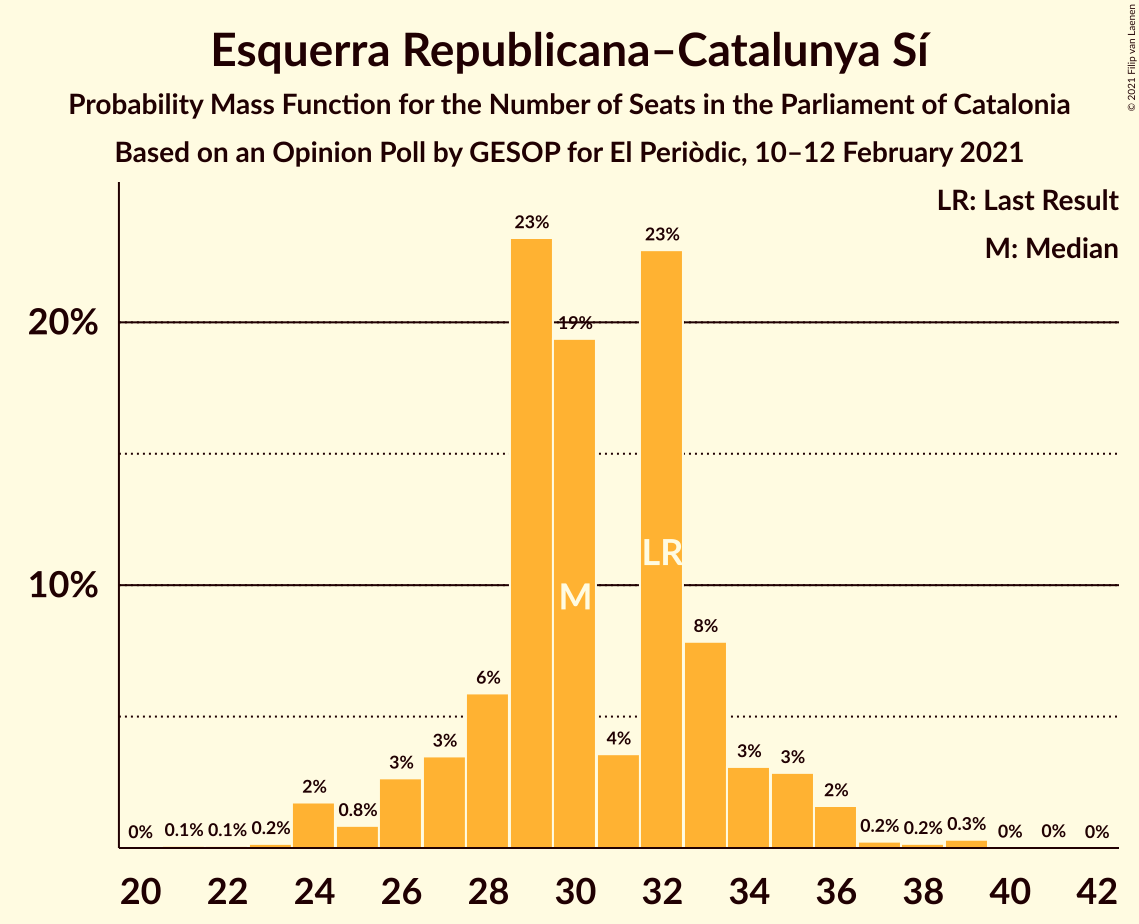 Esquerra Republicana–Catalunya Sí
Probability Mass Function for the Number of Seats in the Parliament of Catalonia
Based on an Opinion Poll by GESOP for El Periòdic, 10–12 February 2021
© 2021 Filip van Laenen
LR: Last Result
M: Median
20%
10%
0% 0.1% 0.1% 0.2% 2% 0.8% 3% 3% 6% 23% 19% 4% 23% 8% 3% 3% 2% 0.2% 0.2% 0.3% 0% 0% 0%
M LR
20 22 24 26 28 30 32 34 36 38 40 42